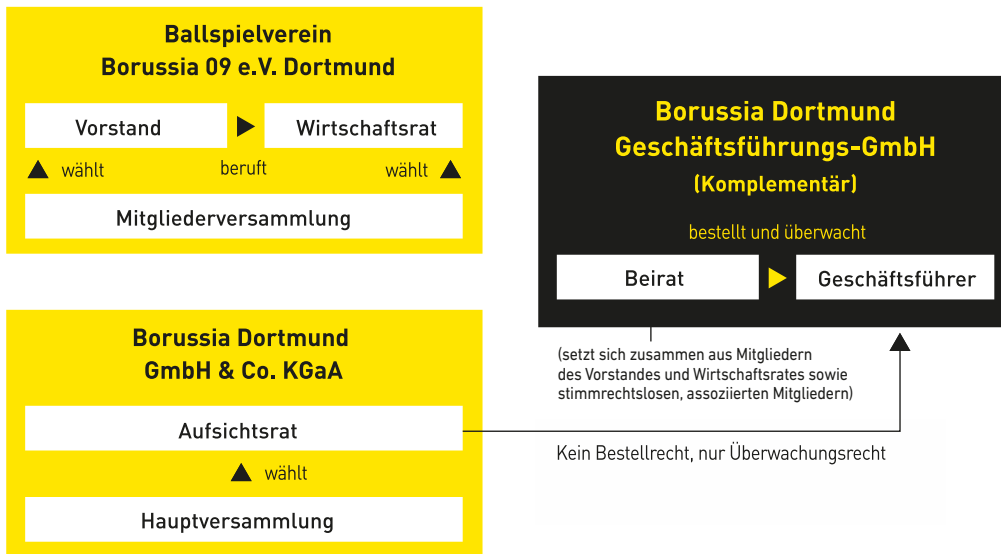 Ballspielverein
Borussia 09 e.V. Dortmund
Vorstand
Wirtschaftsrat
wählt
beruft
wählt
Mitgliederversammlung
Borussia Dortmund
Geschäftsführungs-GmbH
(Komplementär)
bestellt und überwacht
Beirat
Geschäftsführer
(setzt sich zusammen aus Mitgliedern
des Vorstandes und Wirtschaftsrates sowie
stimmrechtslosen, assoziierten Mitgliedern)
Borussia Dortmund
GmbH & Co. KGaA
Aufsichtsrat
Kein Bestellrecht, nur Überwachungsrecht
wählt
Hauptversammlung